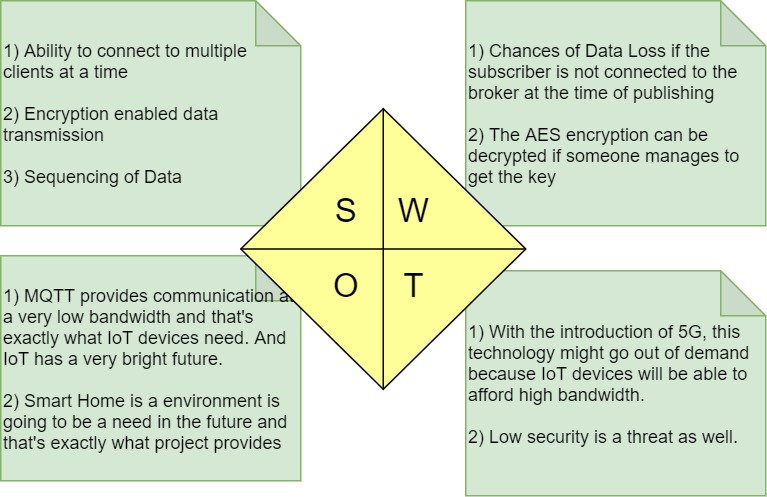 1) Ability to connect to multiple
clients at a time
2) Encryption enabled data
transmission
3) Sequencing of Data
1) Chances of Data Loss if the
subscriber is not connected to the
broker at the time of publishing
2) The AES encryption can be
decrypted if someone manages to
get the key
S W
O T
1) MQTT provides communication
a very low bandwidth and that's
exactly what IoT devices need. And
IoT has a very bright future.
2) Smart Home is a environment is
going to be a need in the future and
that's exactly what project provides
1) With the introduction of 5G, this
technology might go out of demand
because IoT devices will be able to
afford high bandwidth.
2) Low security is a threat as well.